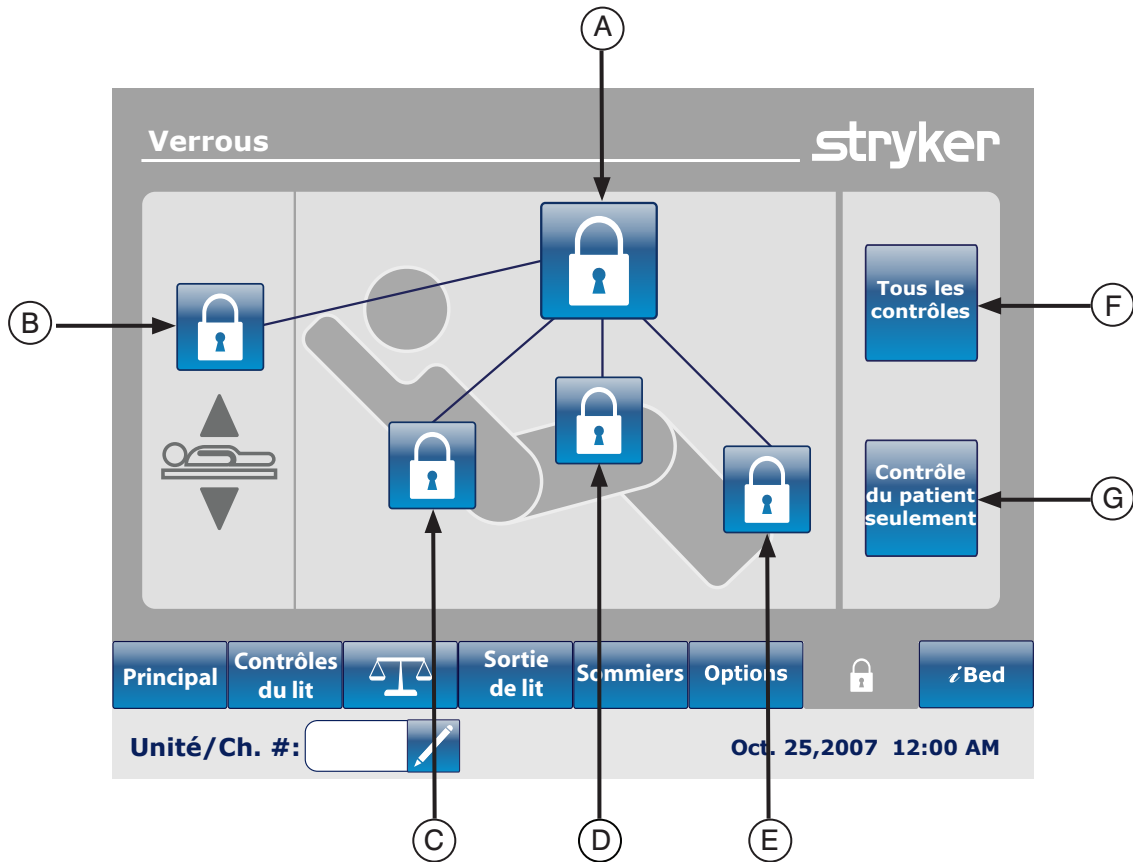 A
Verrous
stryker
B
Tous les
contrôles
F
Contrôle
du patient
seulement
G
Principal
Contrôles
du lit
Sortie
de lit
Sommiers
Options
iBed
Unité/Ch. #:
Oct. 25,2007 12:00 AM
C
D
E